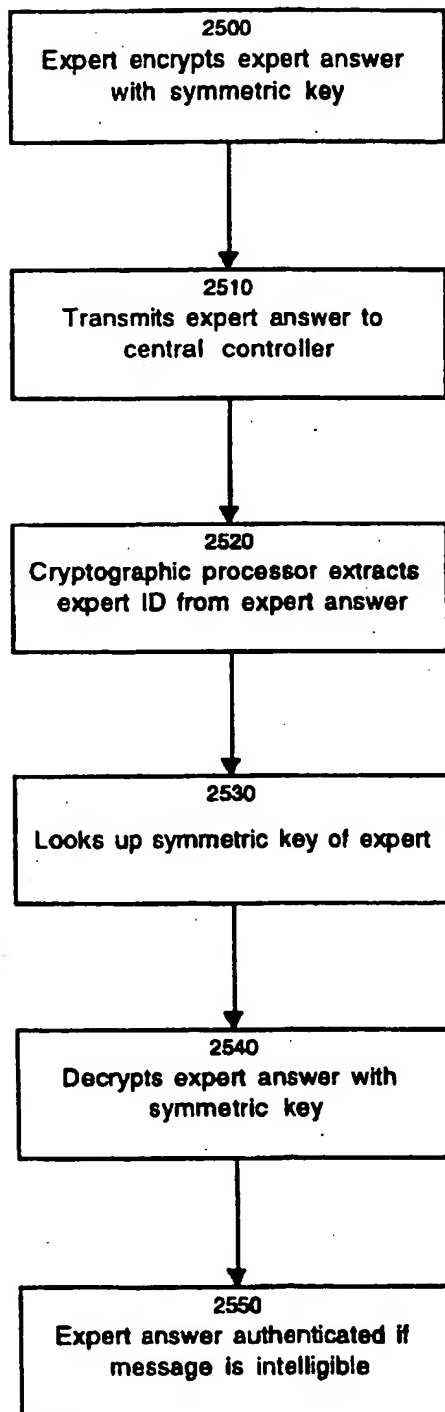 2500
Expert encrypts expert answer
with symmetric key
2510
Transmits expert answer to
central controller
2520
Cryptographic processor extracts
expert ID from expert answer
2530
Looks up symmetric key of expert
2540
Decrypts expert answer with
symmetric key
2550
Expert answer authenticated if
message is intelligible